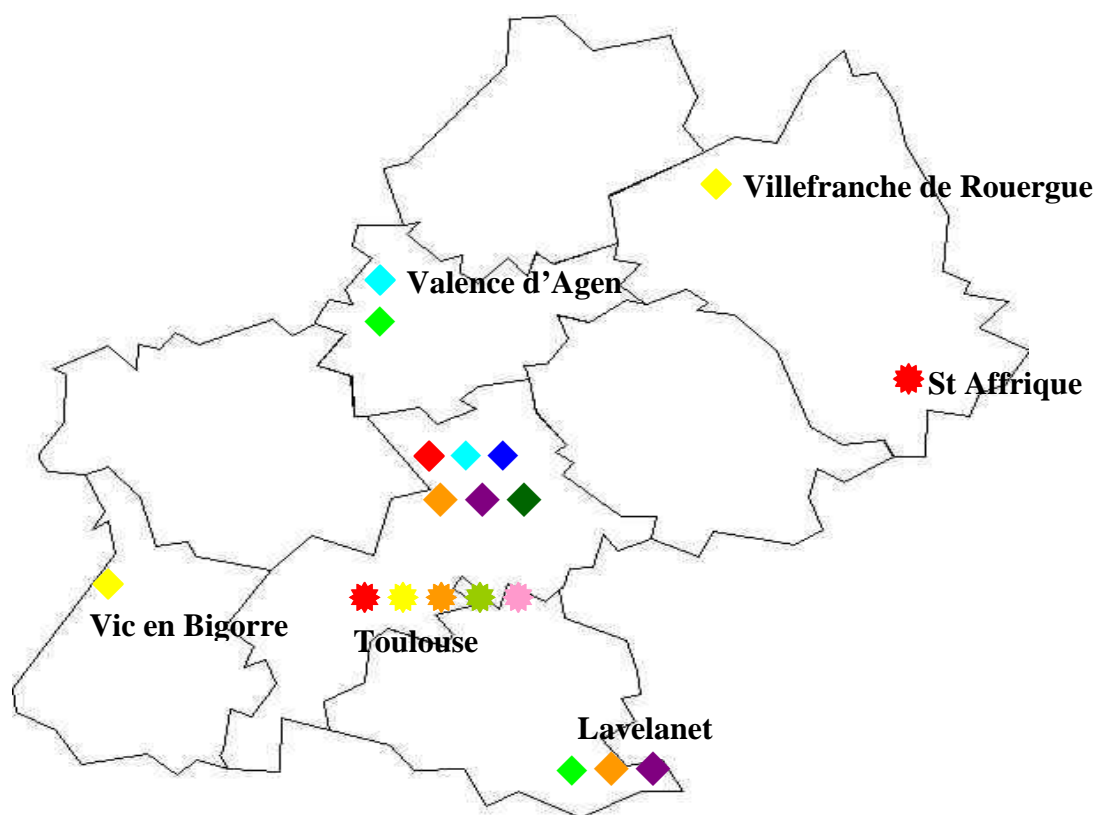 Villefranche de Rouergue
Valence d’Agen
St Affrique
Vic en Bigorre
Toulouse
Lavelanet